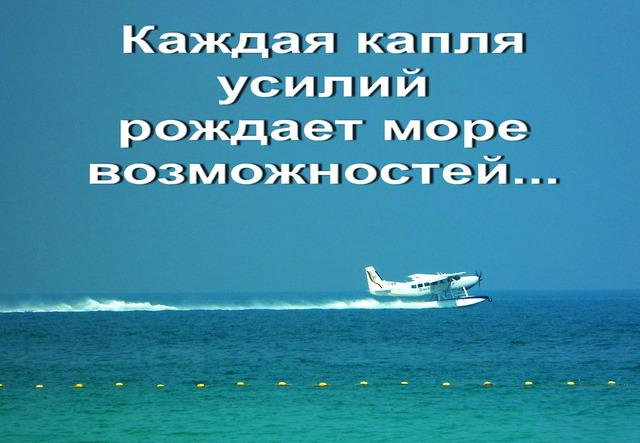 Каждая капля
усилий
рождает море
возможностей...